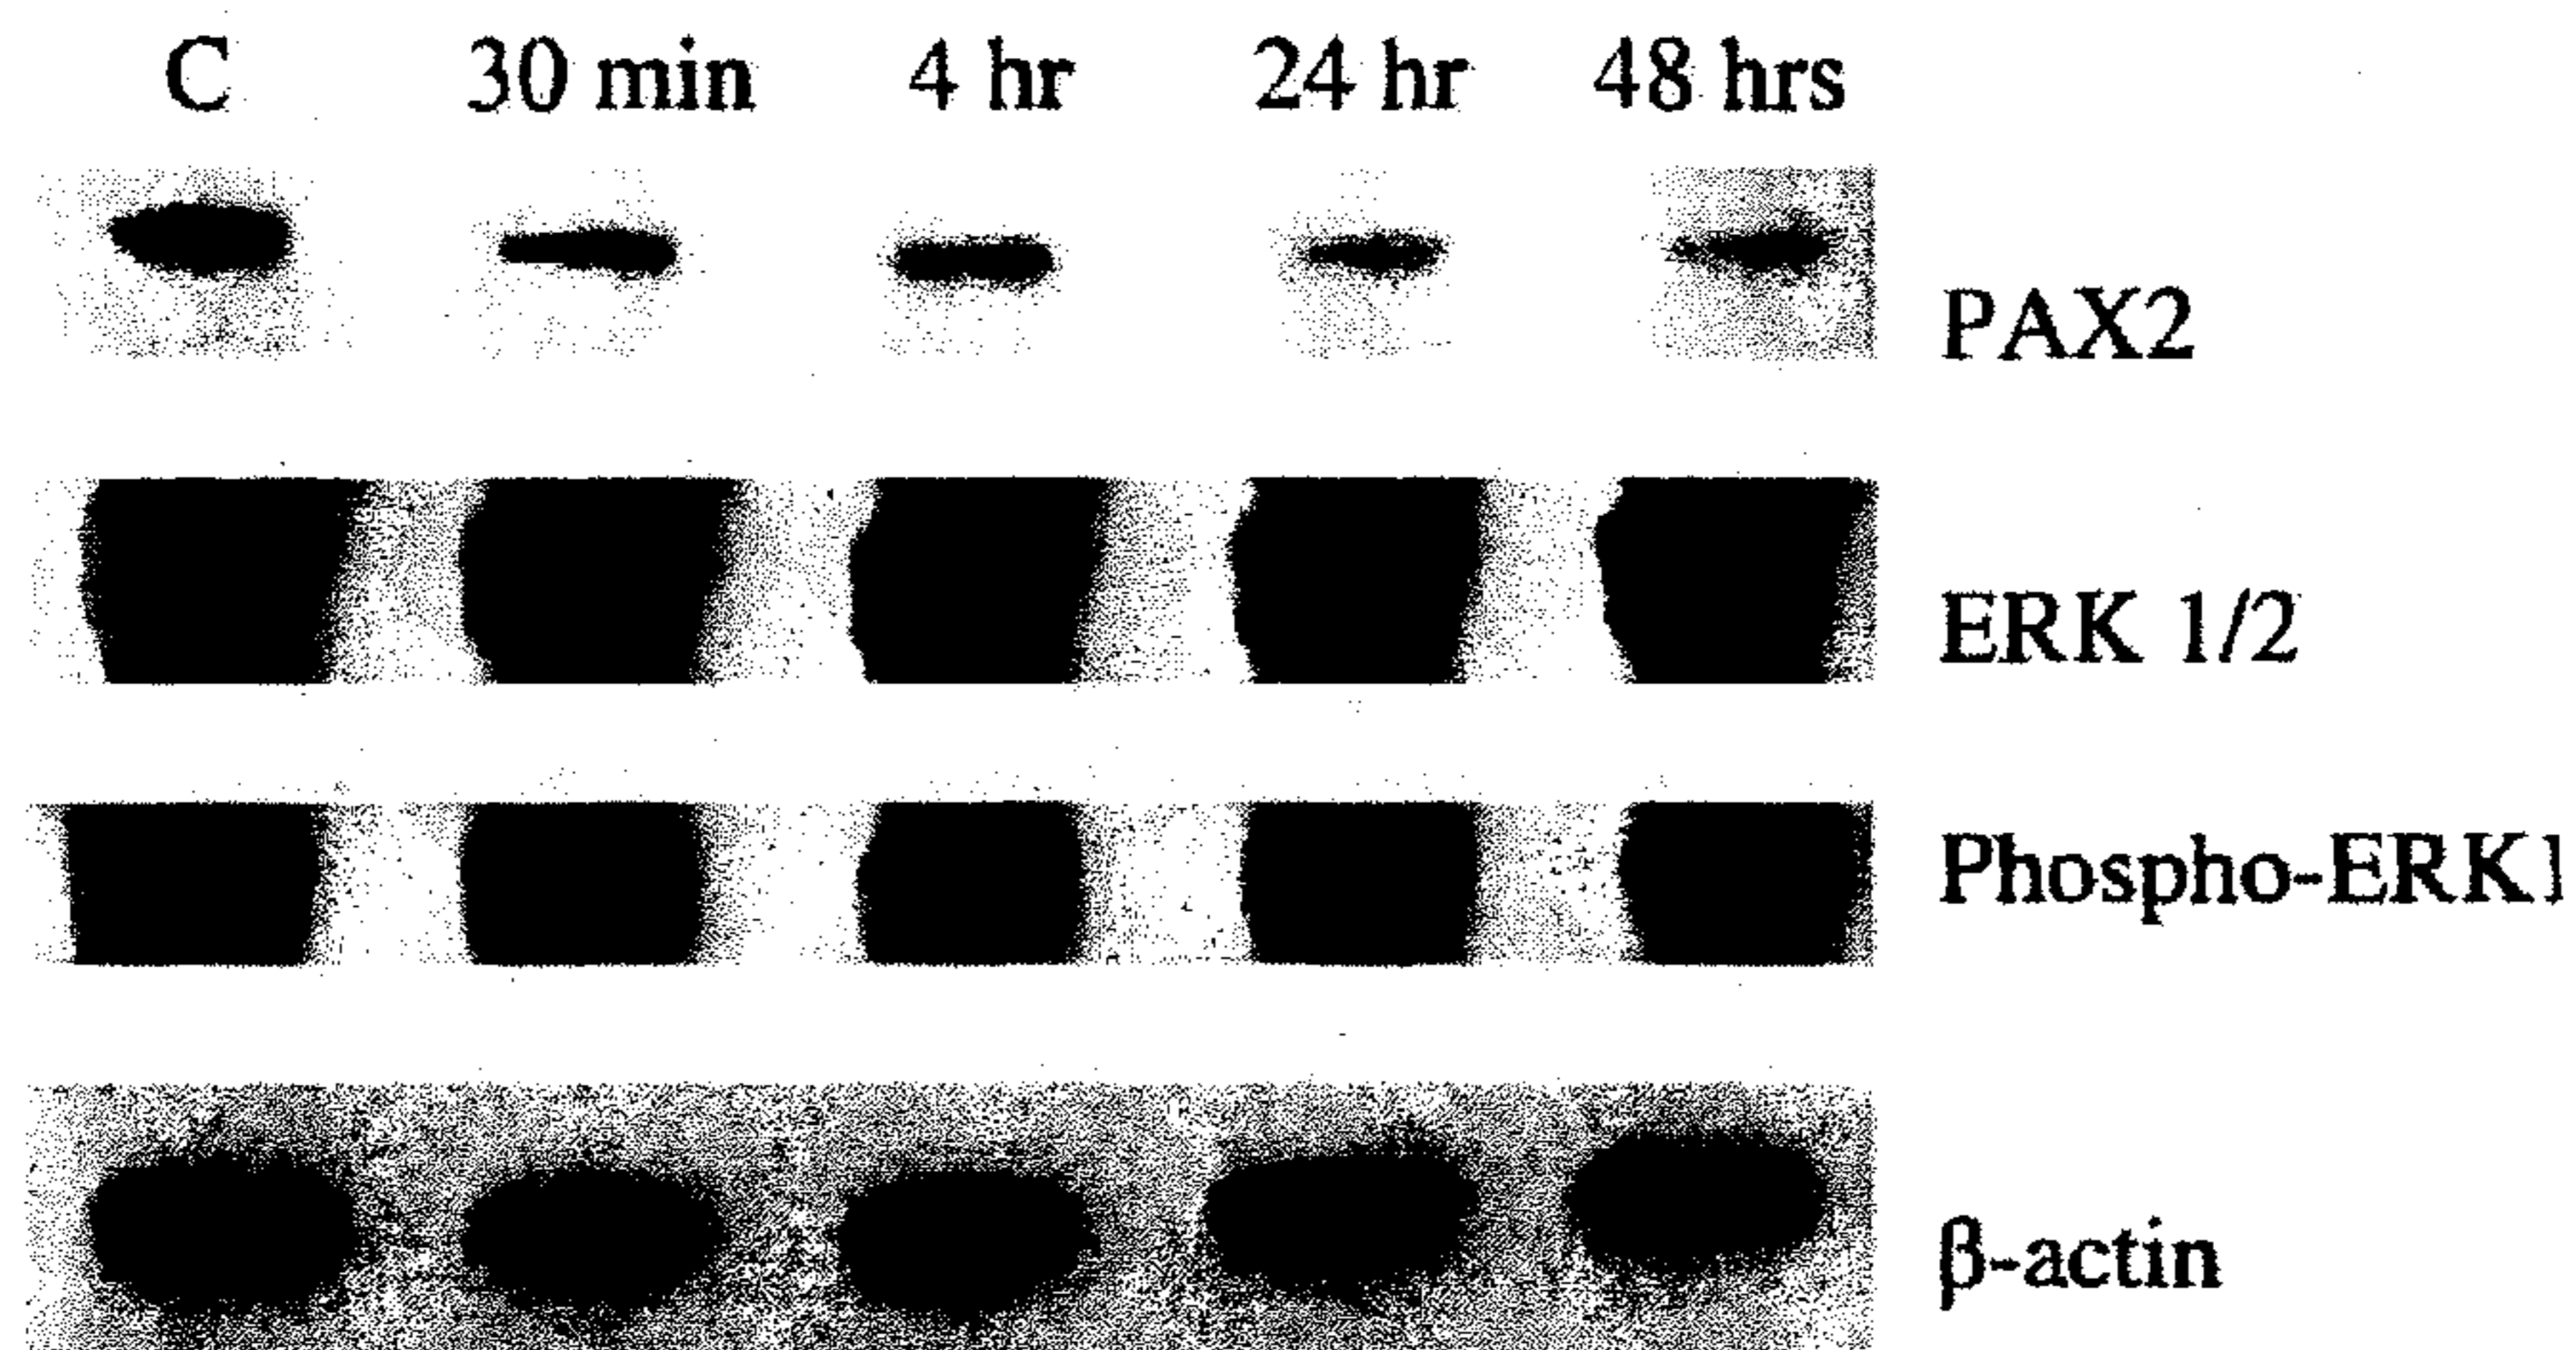 C 30 min 4 hr 24 hr 48 hrs
PAX2
ERK 1/2
Phospho-ERK1
β-actin